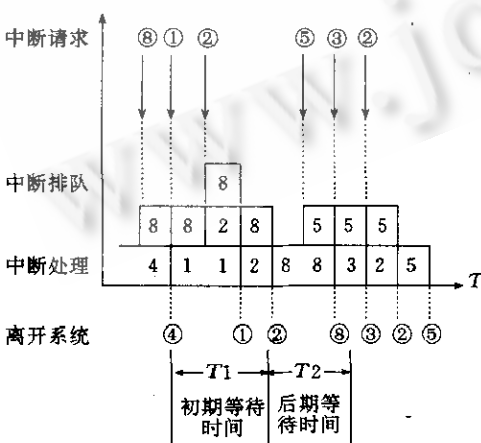 中断请求 ⑧ ① ② ⑤ ③ ②
www.jo
中断排队 8
8 8 2 8 5 5 5
中断处理 4 1 1 2 8 8 3 2 5 T
离开系统 ④ ① ② ⑧ ③ ② ⑤
T1 T2
初期等待 后期等
时间 待时间